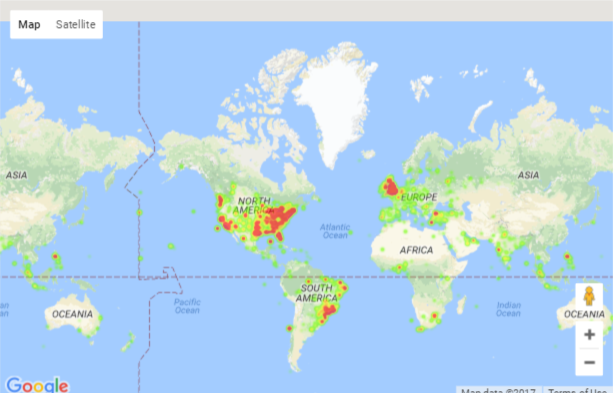 Map Satellite
ASIA
NORTH
AMERICA
EUROPE
ASIA
Atlantic
Ocean
AFRICA
SOUTH
AMERICA
Pacific
Ocean
OCEANIA
Indian
Ocean
OCEANIA
an
Google
Map data ©2017 Terms of Use